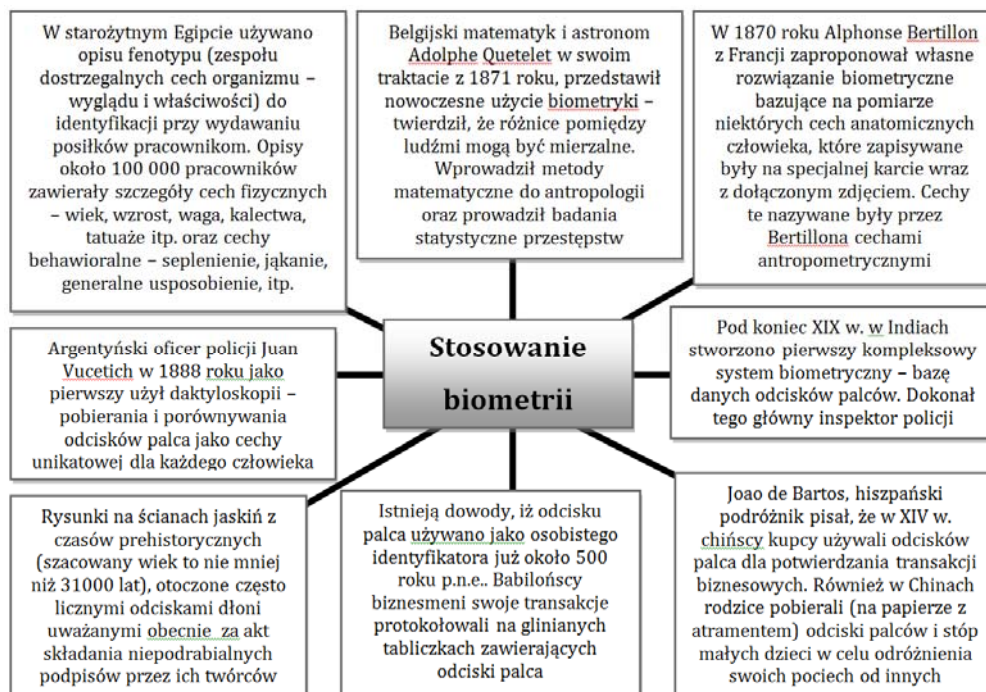 W starożytnym Egipcie używano
opisu fenotypu (zespołu
dostrzegalnych cech organizmu –
wyglądu i właściwości) do
identyfikacji przy wydawaniu
posiłków pracownikom. Opisy
około 100 000 pracowników
zawierały szczegóły cech fizycznych
– wiek, wzrost, waga, kalectwa,
tatuaże itp. oraz cechy
behawioralne – seplenienie, jąkanie,
generalne usposobienie, itp.
Belgijski matematyk i astronom
Adolphe Quetelet w swoim
traktacie z 1871 roku, przedstawił
nowoczesne użycie biometryki –
twierdził, że różnice pomiędzy
ludźmi mogą być mierzalne.
Wprowadził metody
matematyczne do antropologii
oraz prowadził badania
statystyczne przestępstw
W 1870 roku Alphonse Bertillon
z Francji zaproponował własne
rozwiązanie biometryczne
bazujące na pomiarze
niektórych cech anatomicznych
człowieka, które zapisywane
były na specjalnej karcie wraz
z dołączonym zdjęciem. Cechy
te nazywane były przez
Bertillona cechami
antropometrycznymi
Stosowanie
biometrii
Argentyński oficer policji Juan
Vucetich w 1888 roku jako
pierwszy użył daktyloskopii –
pobierania i porównywania
odcisków palca jako cechy
unikatowej dla każdego człowieka
Pod koniec XIX w. w Indiach
stworzono pierwszy kompleksowy
system biometryczny – bazę
danych odcisków palców. Dokonał
tego główny inspektor policji
Rysunki na ścianach jaskiń z
czasów prehistorycznych
(szacowany wiek to nie mniej
niż 31000 lat), otoczone często
licznymi odciskami dłoni
uważanymi obecnie za akt
składania niepodrabialnych
podpisów przez ich twórców
Istnieją dowody, iż odcisku
palca używano jako osobistego
identyfikatora już około 500
roku p.n.e.. Babilońscy
biznesmeni swoje transakcje
protokołowali na glinianych
tabliczkach zawierających
odciski palca
Joao de Bartos, hiszpański
podróżnik pisał, że w XIV w.
chińscy kupcy używali odcisków
palca dla potwierdzania transakcji
biznesowych. Również w Chinach
rodzice pobierali (na papierze z
atramentem) odciski palców i stóp
małych dzieci w celu odróżnienia
swoich pociech od innych